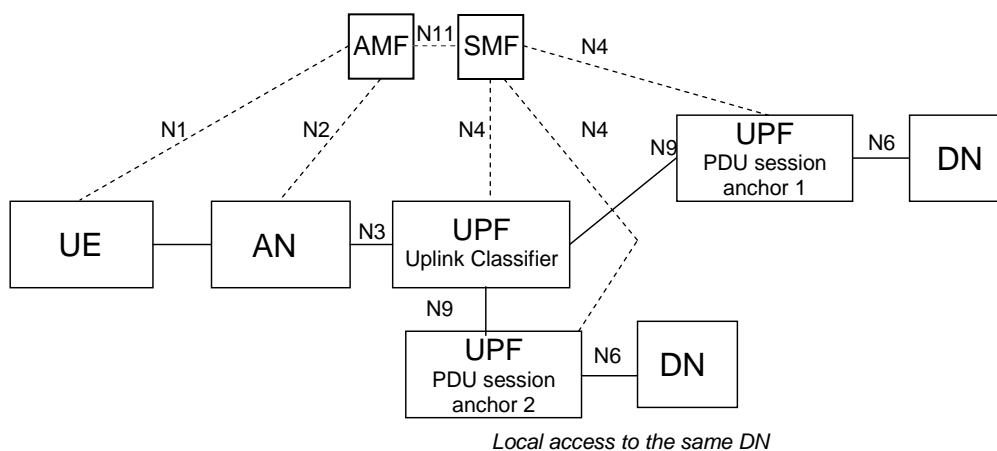 AMF
N11
SMF
N4
N1
N2
N4
N4
UPF
PDU session
anchor 1
N9
N6
DN
UE
AN
N3
UPF
Uplink Classifier
N9
UPF
PDU session
anchor 2
N6
DN
Local access to the same DN